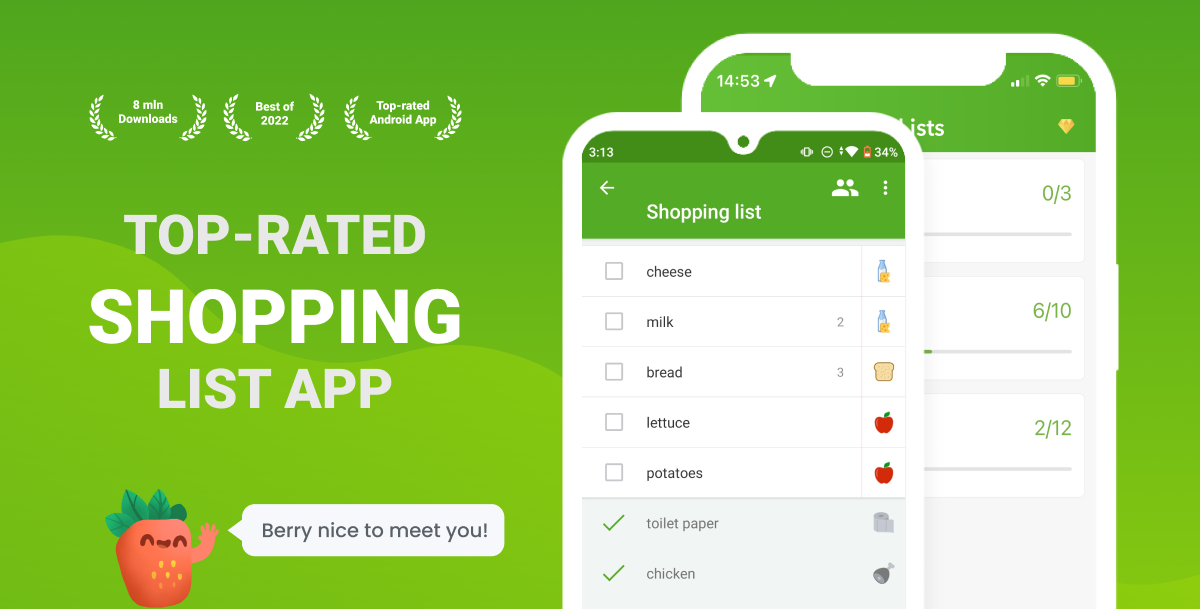 8 mln
Downloads
Best of
2022
Top-rated
Android App
TOP-RATED
SHOPPING
LIST APP
Berry nice to meet you!
14:53
Lists
0/3
6/10
2/12
3:13
34%
Shopping list
cheese
milk 2
bread 3
lettuce
potatoes
toilet paper
chicken